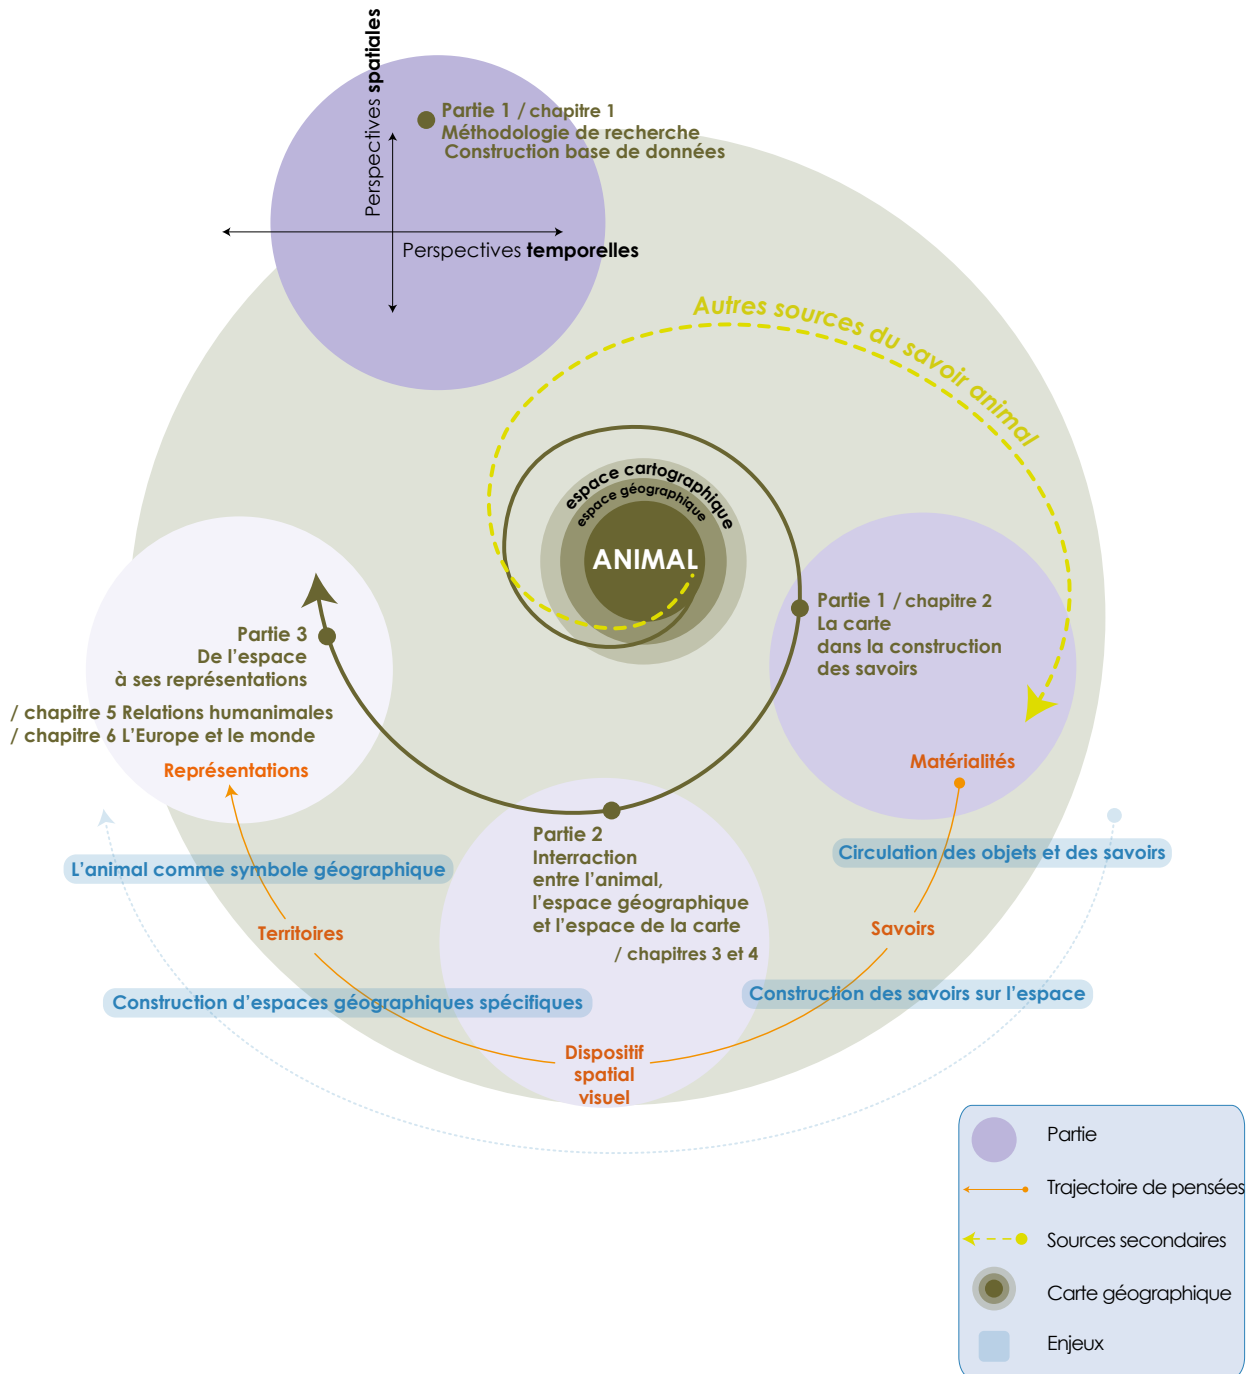 Perspectives spatiales
Partie 1 / chapitre 1
Méthodologie de recherche
Construction base de données
Perspectives temporelles
Autres sources du savoir animal
espace cartographique
espace géographique
ANIMAL
Partie 1 / chapitre 2
La carte
dans la construction
des savoirs
Partie 3
De l'espace
à ses représentations
/ chapitre 5 Relations humanimales
/ chapitre 6 L'Europe et le monde
Représentations
Matérialités
Partie 2
Interraction
entre l'animal,
l'espace géographique
et l'espace de la carte
/ chapitres 3 et 4
Circulation des objets et des savoirs
L'animal comme symbole géographique
Territoires
Savoirs
Construction d'espaces géographiques spécifiques
Construction des savoirs sur l'espace
Dispositif
spatial
visuel
Partie
Trajectoire de pensées
Sources secondaires
Carte géographique
Enjeux